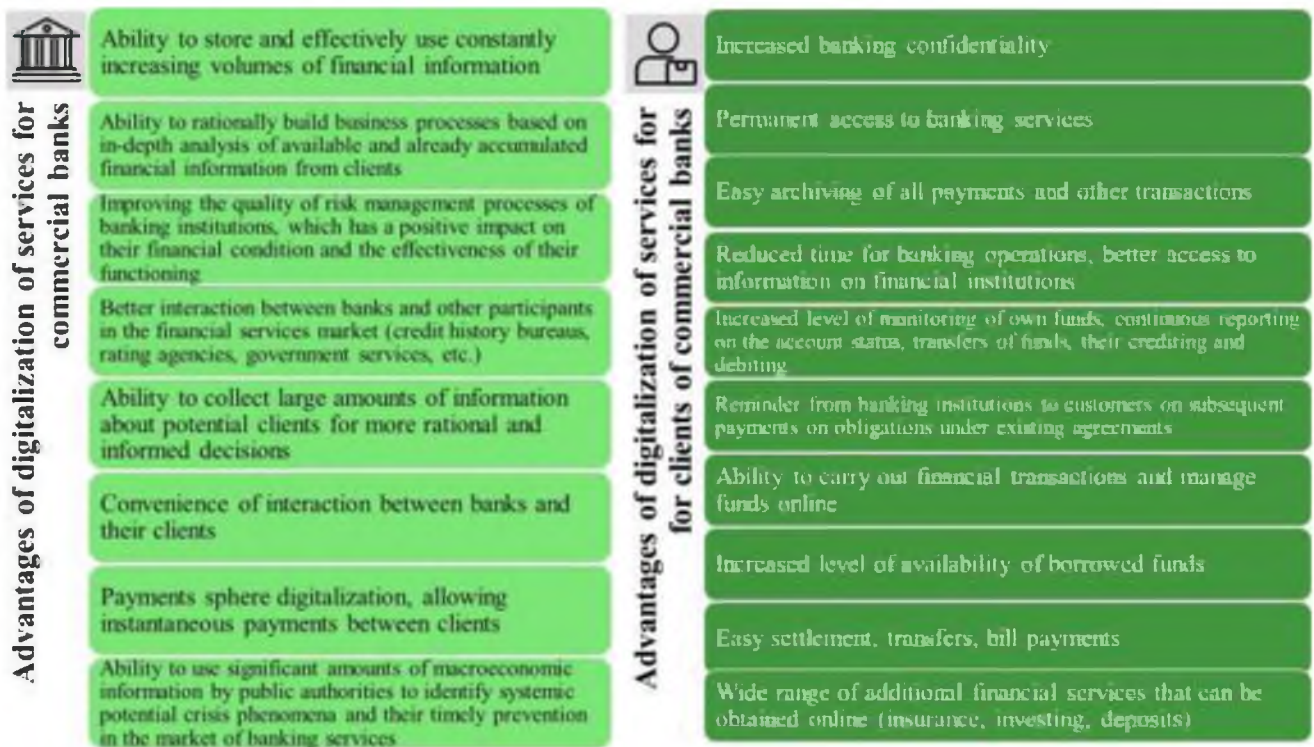 Advantages of digitalization of services for
commercial banks
Ability to store and effectively use constantly
increasing volumes of financial information
Ability to rationally build business processes based on
in-depth analysis of available and already accumulated
financial information from clients
Improving the quality of risk management processes of
banking institutions, which has a positive impact on
their financial condition and the effectiveness of their
functioning
Better interaction between banks and other participants
in the financial services market (credit history bureaus,
rating agencies, government services, etc.)
Ability to collect large amounts of information
about potential clients for more rational and
informed decisions
Convenience of interaction between banks and
their clients
Payments sphere digitalization, allowing
instantaneous payments between clients
Ability to use significant amounts of macroeconomic
information by public authorities to identify systemic
potential crisis phenomena and their timely prevention
in the market of banking services
Advantages of digitalization of services for
for clients of commercial banks
Increased banking confidentiality
Permanent access to banking services
Easy archiving of all payments and other transactions
Reduced time for banking operations, better access to
information on financial institutions
Increased level of monitoring of own funds, continuous reporting
on the account status, transfers of funds, their crediting and
debiting
Reminder from banking institutions to customers on subsequent
payments on obligations under existing agreements
Ability to carry out financial transactions and manage
funds online
Increased level of availability of borrowed funds
Easy settlement, transfers, bill payments
Wide range of additional financial services that can be
obtained online (insurance, investing, deposits)